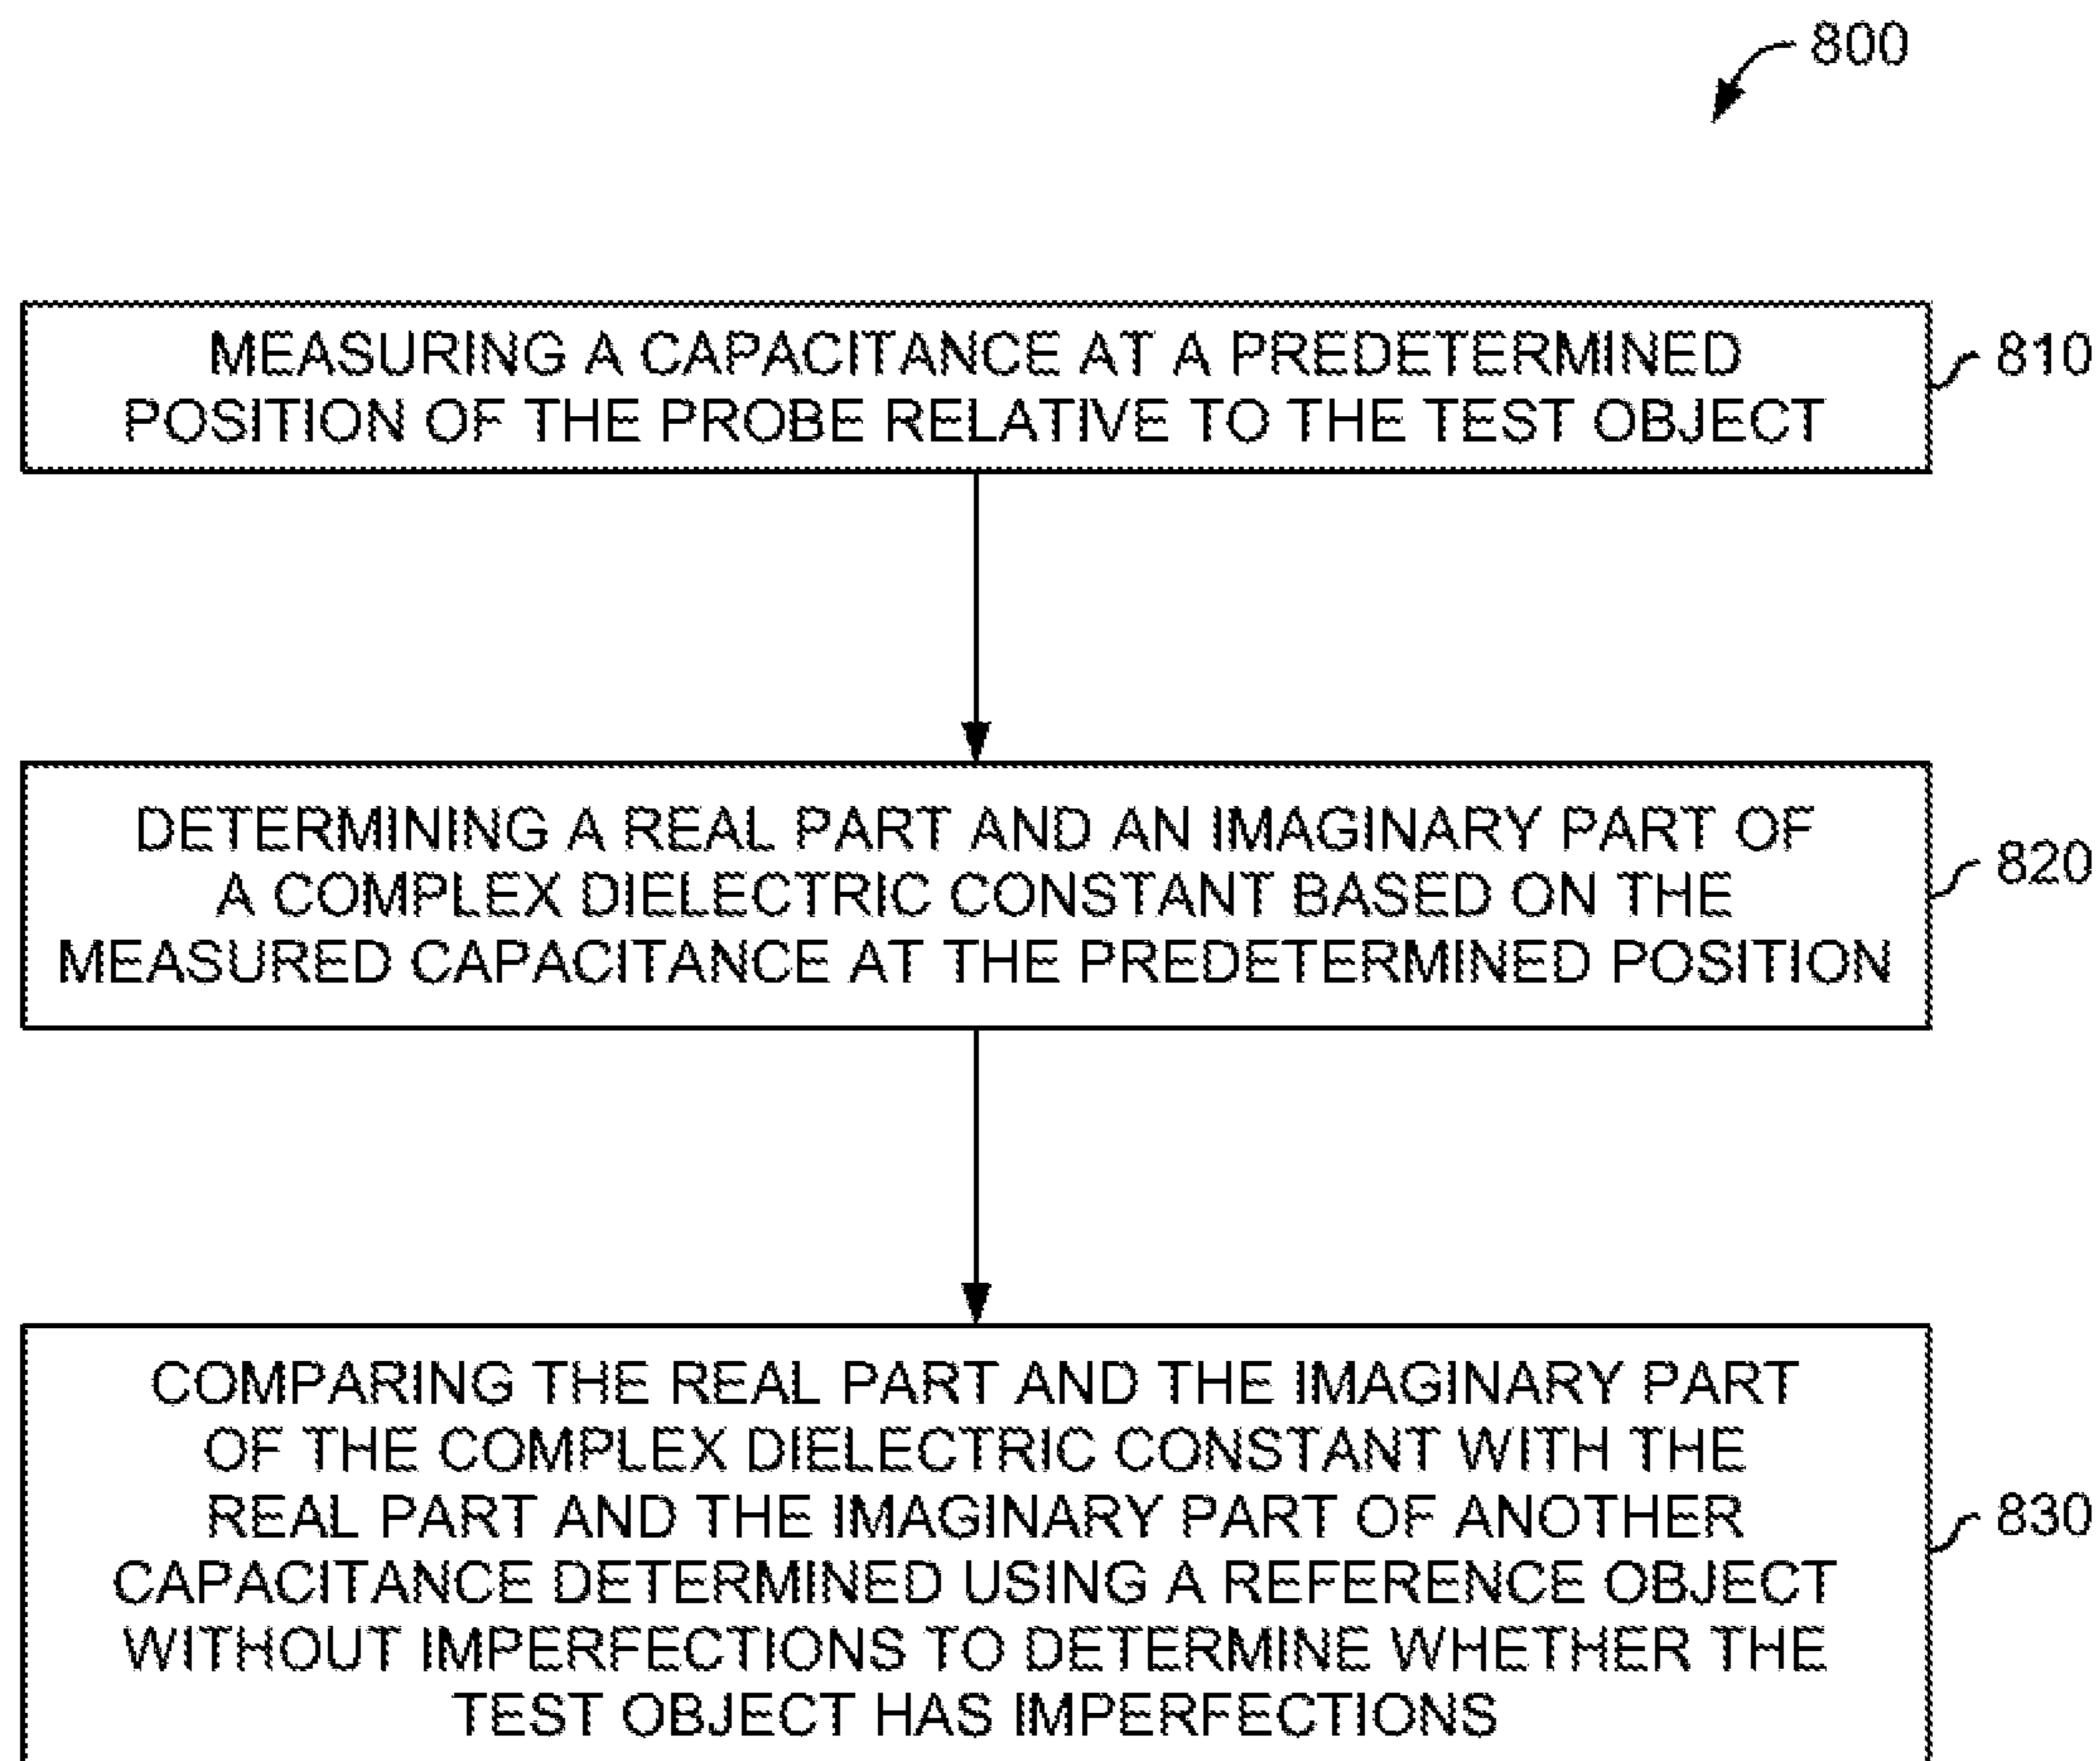 800
MEASURING A CAPACITANCE AT A PREDETERMINED
POSITION OF THE PROBE RELATIVE TO THE TEST OBJECT
810
DETERMINING A REAL PART AND AN IMAGINARY PART OF
A COMPLEX DIELECTRIC CONSTANT BASED ON THE
MEASURED CAPACITANCE AT THE PREDETERMINED POSITION
820
COMPARING THE REAL PART AND THE IMAGINARY PART
OF THE COMPLEX DIELECTRIC CONSTANT WITH THE
REAL PART AND THE IMAGINARY PART OF ANOTHER
CAPACITANCE DETERMINED USING A REFERENCE OBJECT
WITHOUT IMPERFECTIONS TO DETERMINE WHETHER THE
TEST OBJECT HAS IMPERFECTIONS
830